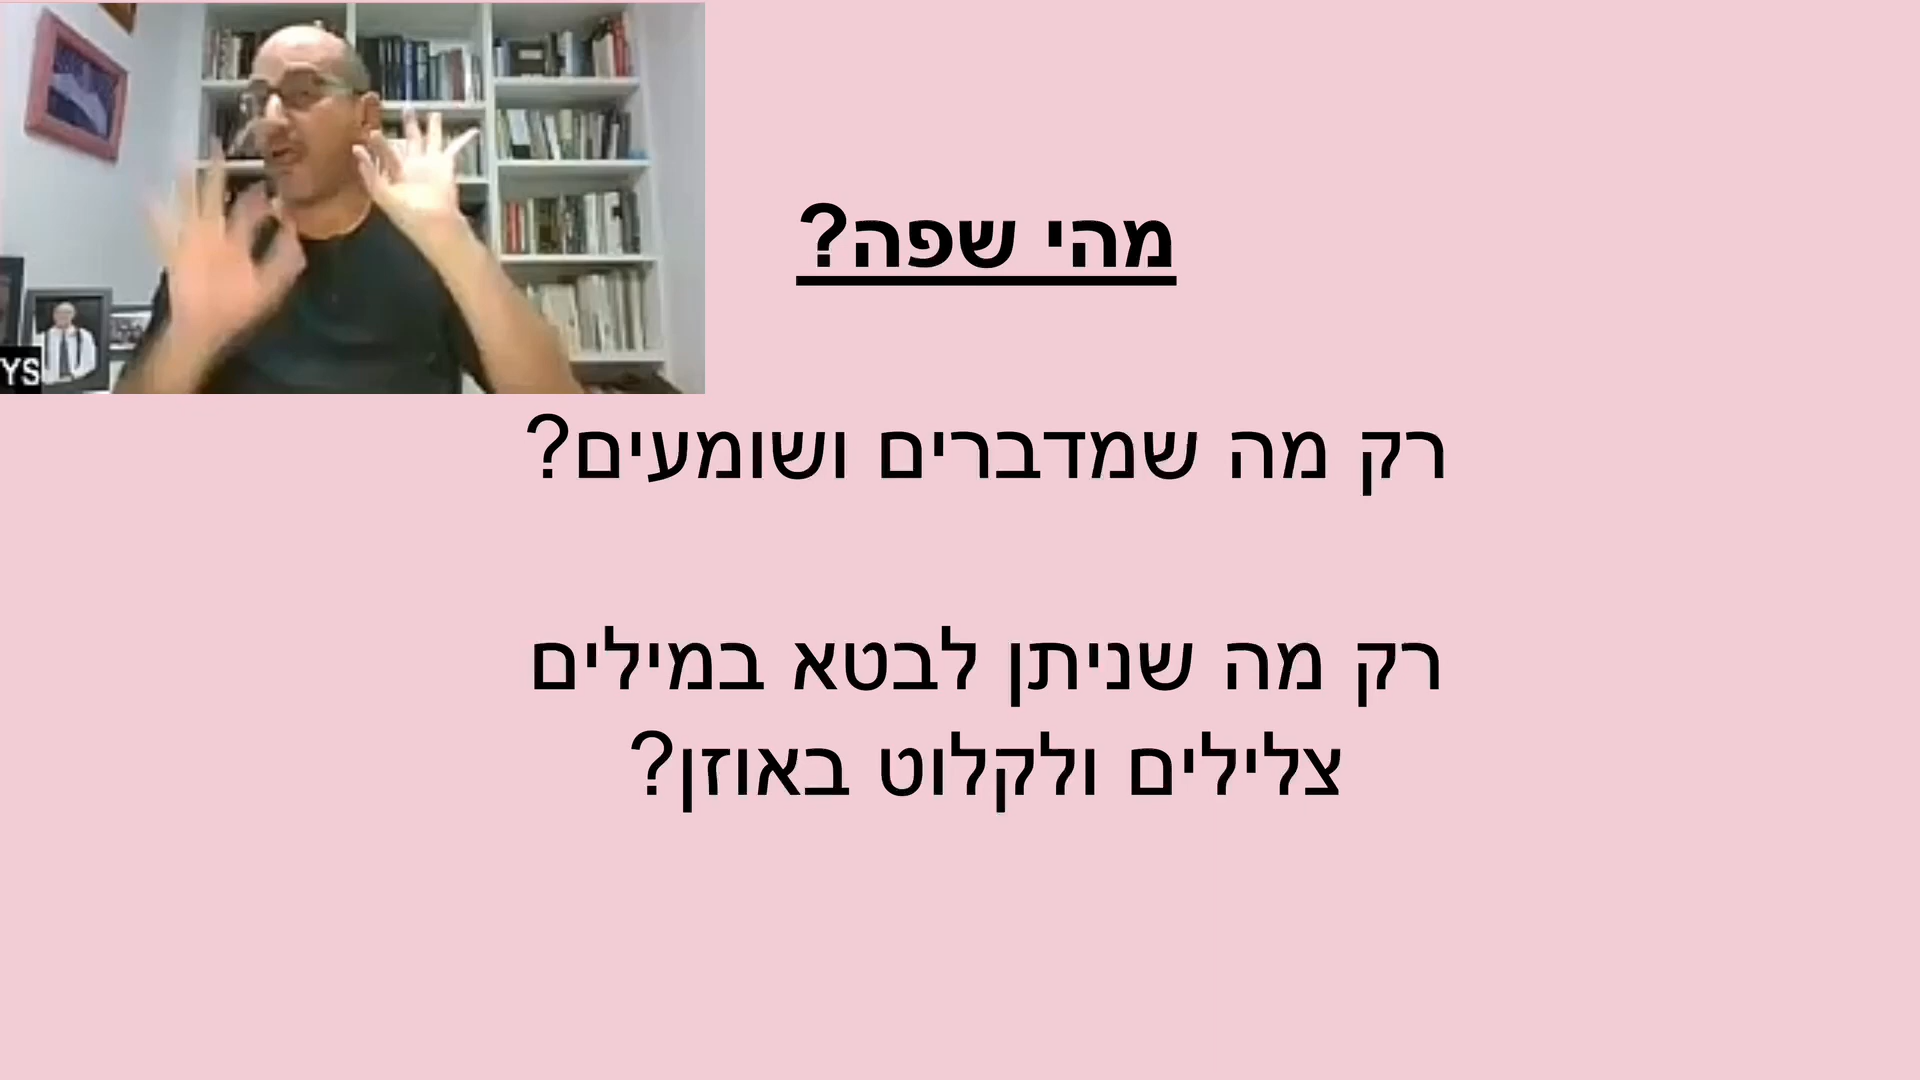 מהי שפה?
רק מה שמדברים ושומעים?
רק מה שניתן לבטא במילים
צלילים ולקלוט באוזן?
YS